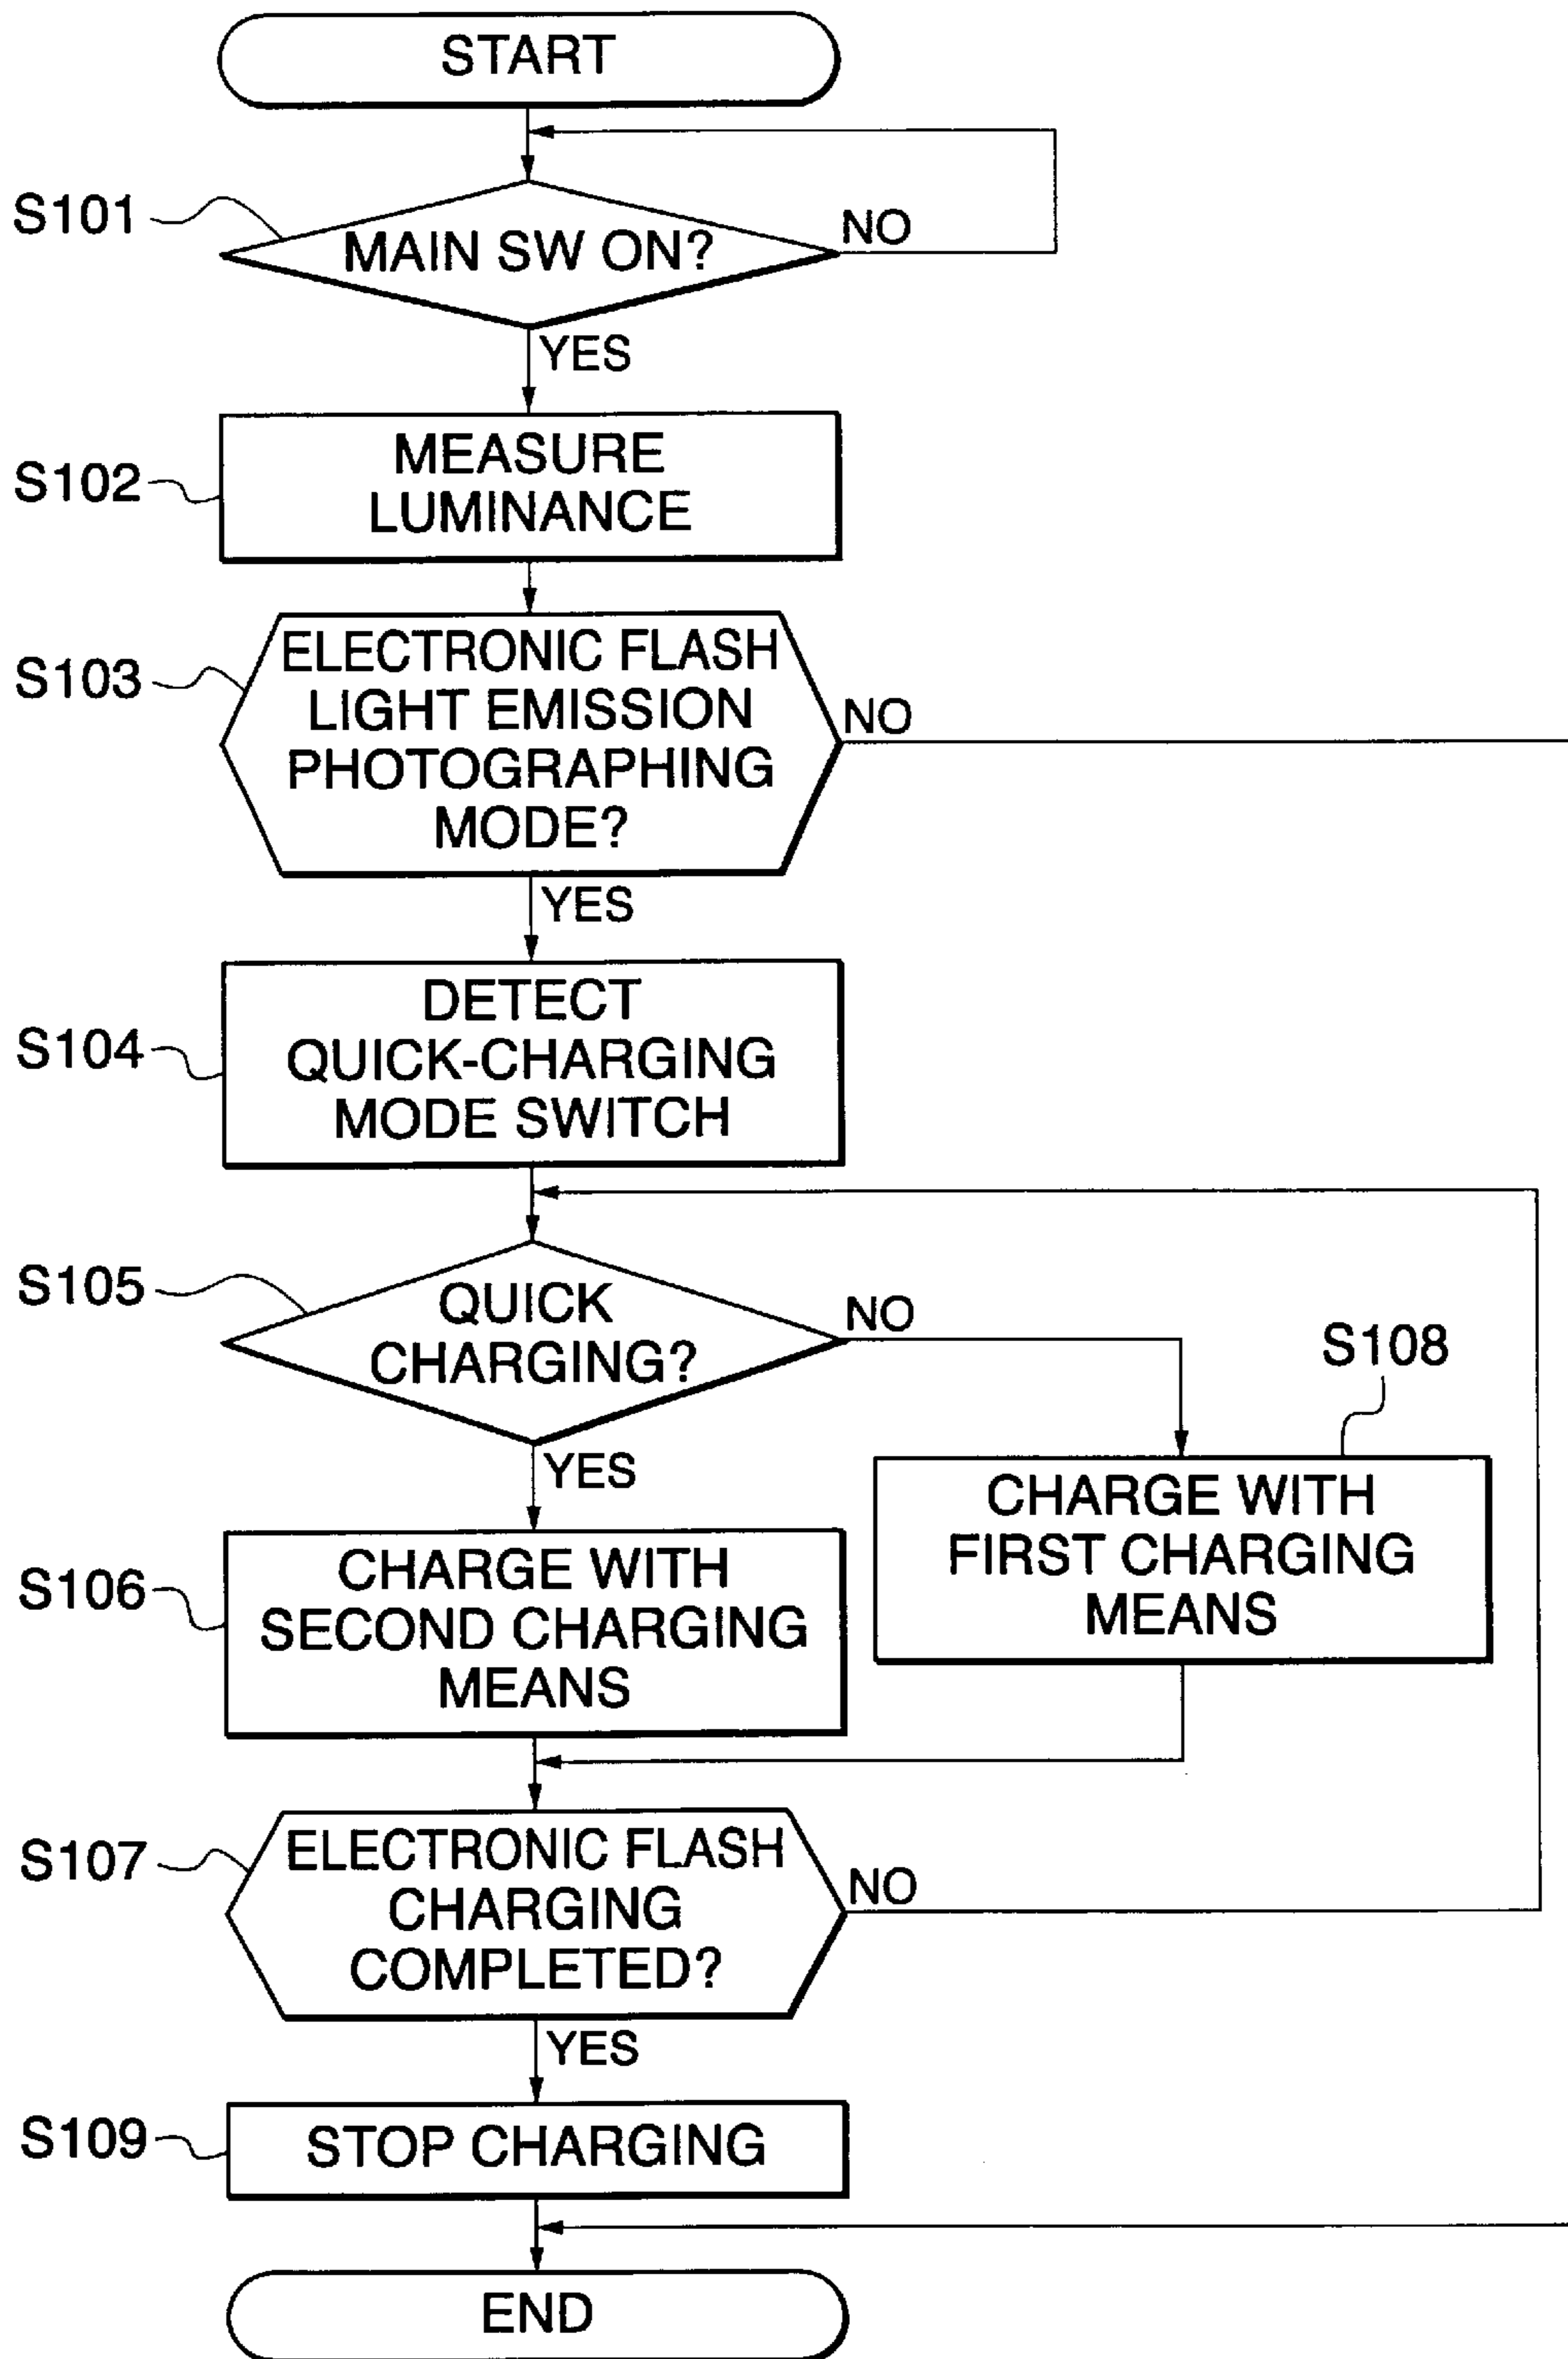 START
S101
MAIN SW ON?
NO
YES
S102
MEASURE
LUMINANCE
S103
ELECTRONIC FLASH
LIGHT EMISSION
PHOTOGRAPHING
MODE?
NO
YES
S104
DETECT
QUICK-CHARGING
MODE SWITCH
S105
QUICK
CHARGING?
NO
YES
S108
CHARGE WITH
FIRST CHARGING
MEANS
S106
CHARGE WITH
SECOND CHARGING
MEANS
S107
ELECTRONIC FLASH
CHARGING
COMPLETED?
NO
YES
S109
STOP CHARGING
END